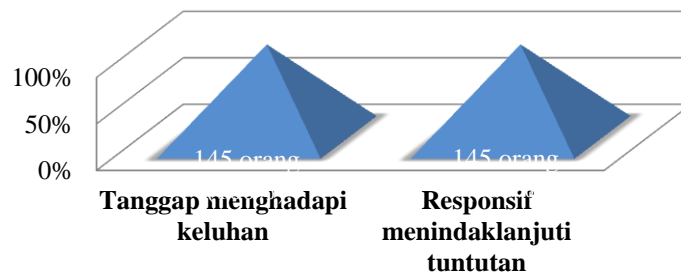 100%
50%
0%
145 orang
145 orang
Tanggap menghadapi
keluhan
Responsif
menindaklanjuti
tuntutan